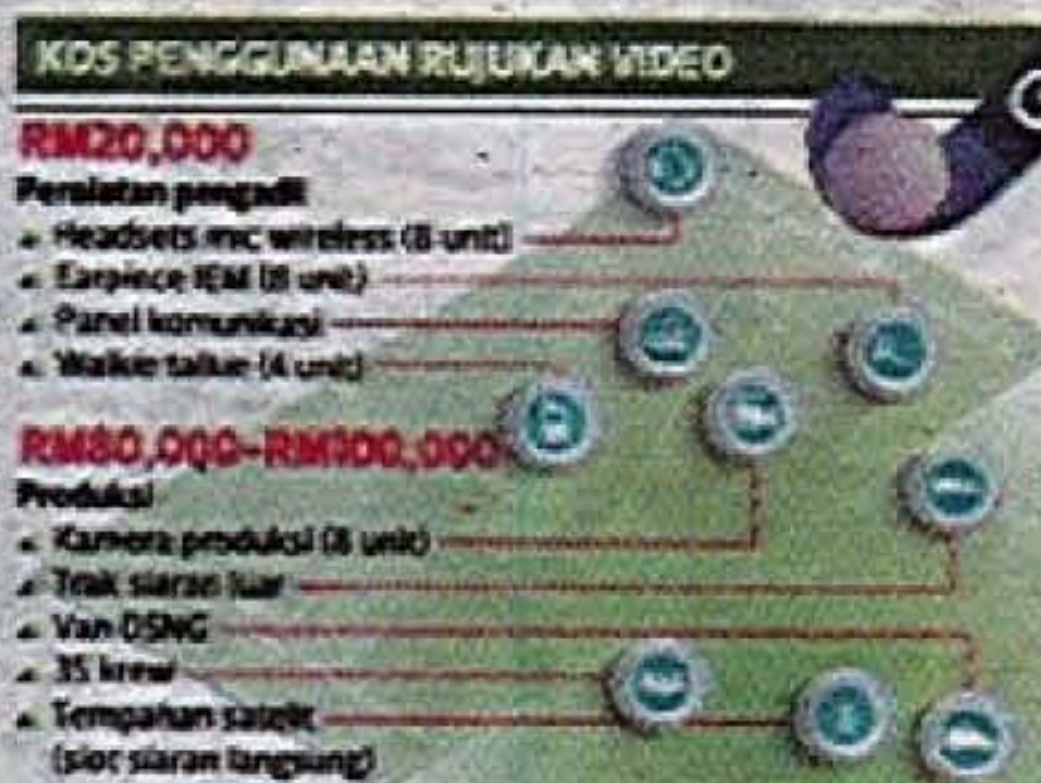 KOS PENGGUNAAN RUJUKAN VIDEO
RM20,000
Peralatan pengadil
Headsets mic wireless (8 unit)
Earpiece IEM (8 unit)
Panel komunikasi
Walkie talkie (4 unit)
RM80,000-RM100,000
Produksi
Kamera produksi (8 unit)
Trak siaran luar
Van DSNG
35 krew
Tempahan satelit
(slot siaran langsung)